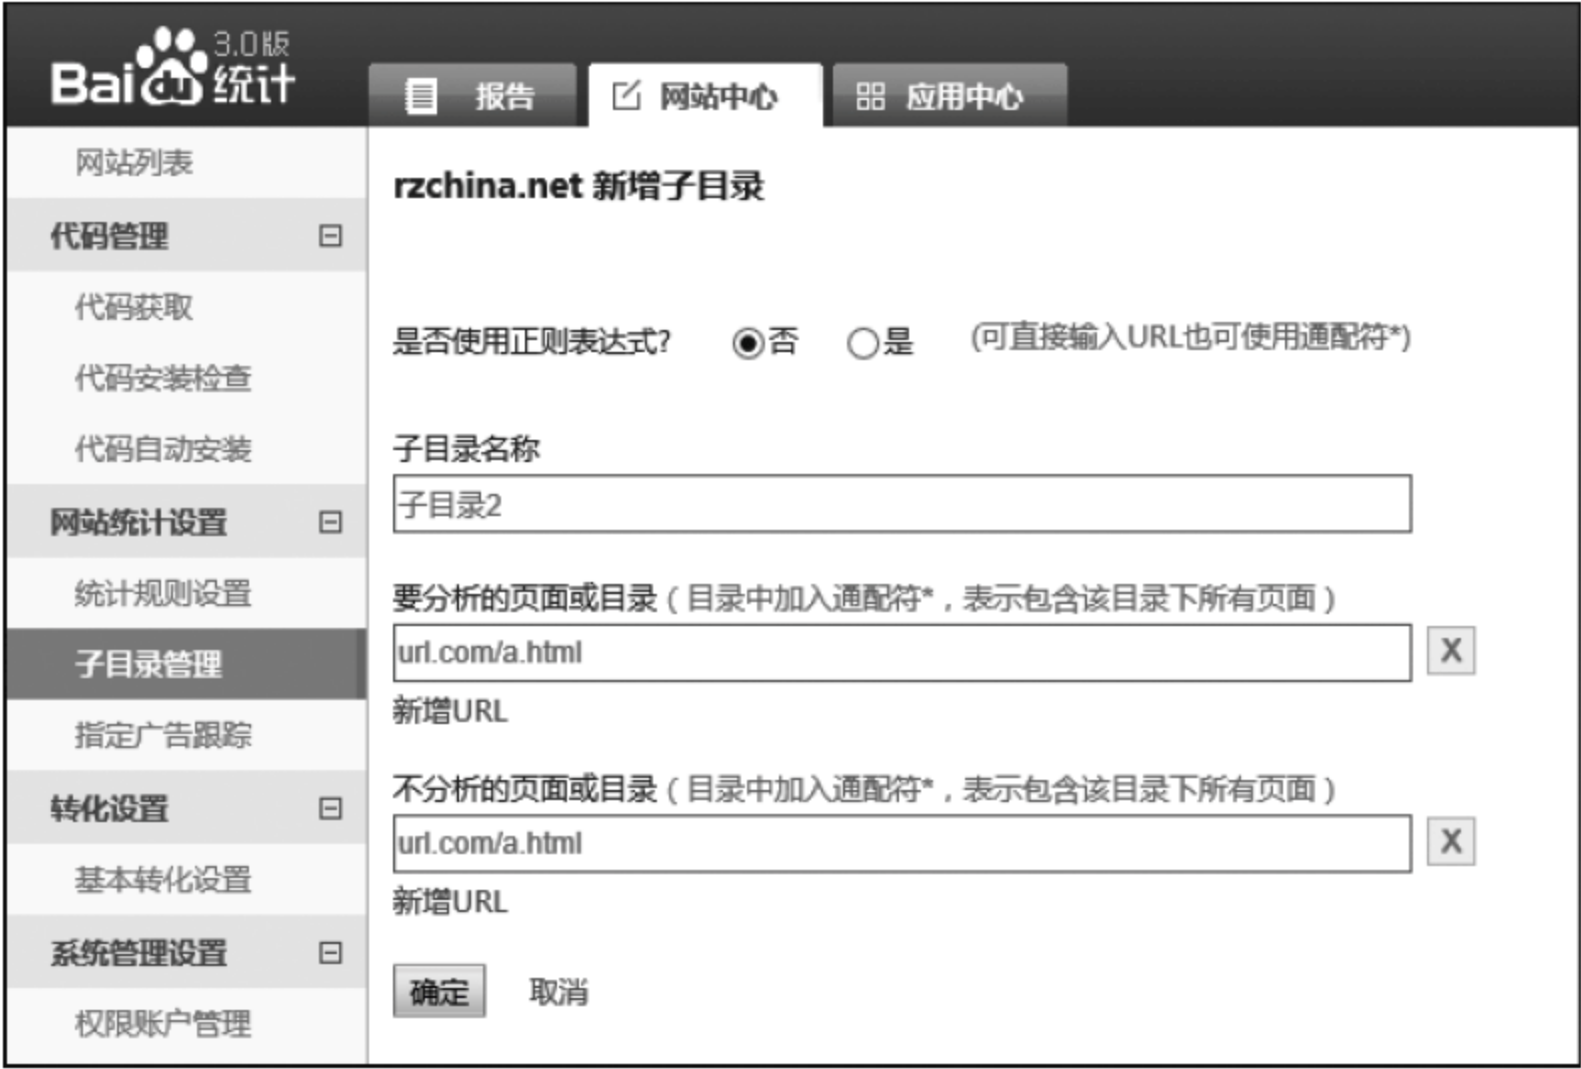 Bai du 统计 3.0版
报告 网站中心 应用中心
网站列表
代码管理
代码获取
代码安装检查
代码自动安装
网站统计设置
统计规则设置
子目录管理
指定广告跟踪
转化设置
基本转化设置
系统管理设置
权限账户管理
rzchina.net 新增子目录
是否使用正则表达式? 否 是 (可直接输入URL也可使用通配符*)
子目录名称
子目录2
要分析的页面或目录（目录中加入通配符*，表示包含该目录下所有页面）
url.com/a.html X
新增URL
不分析的页面或目录（目录中加入通配符*，表示包含该目录下所有页面）
url.com/a.html X
新增URL
确定 取消